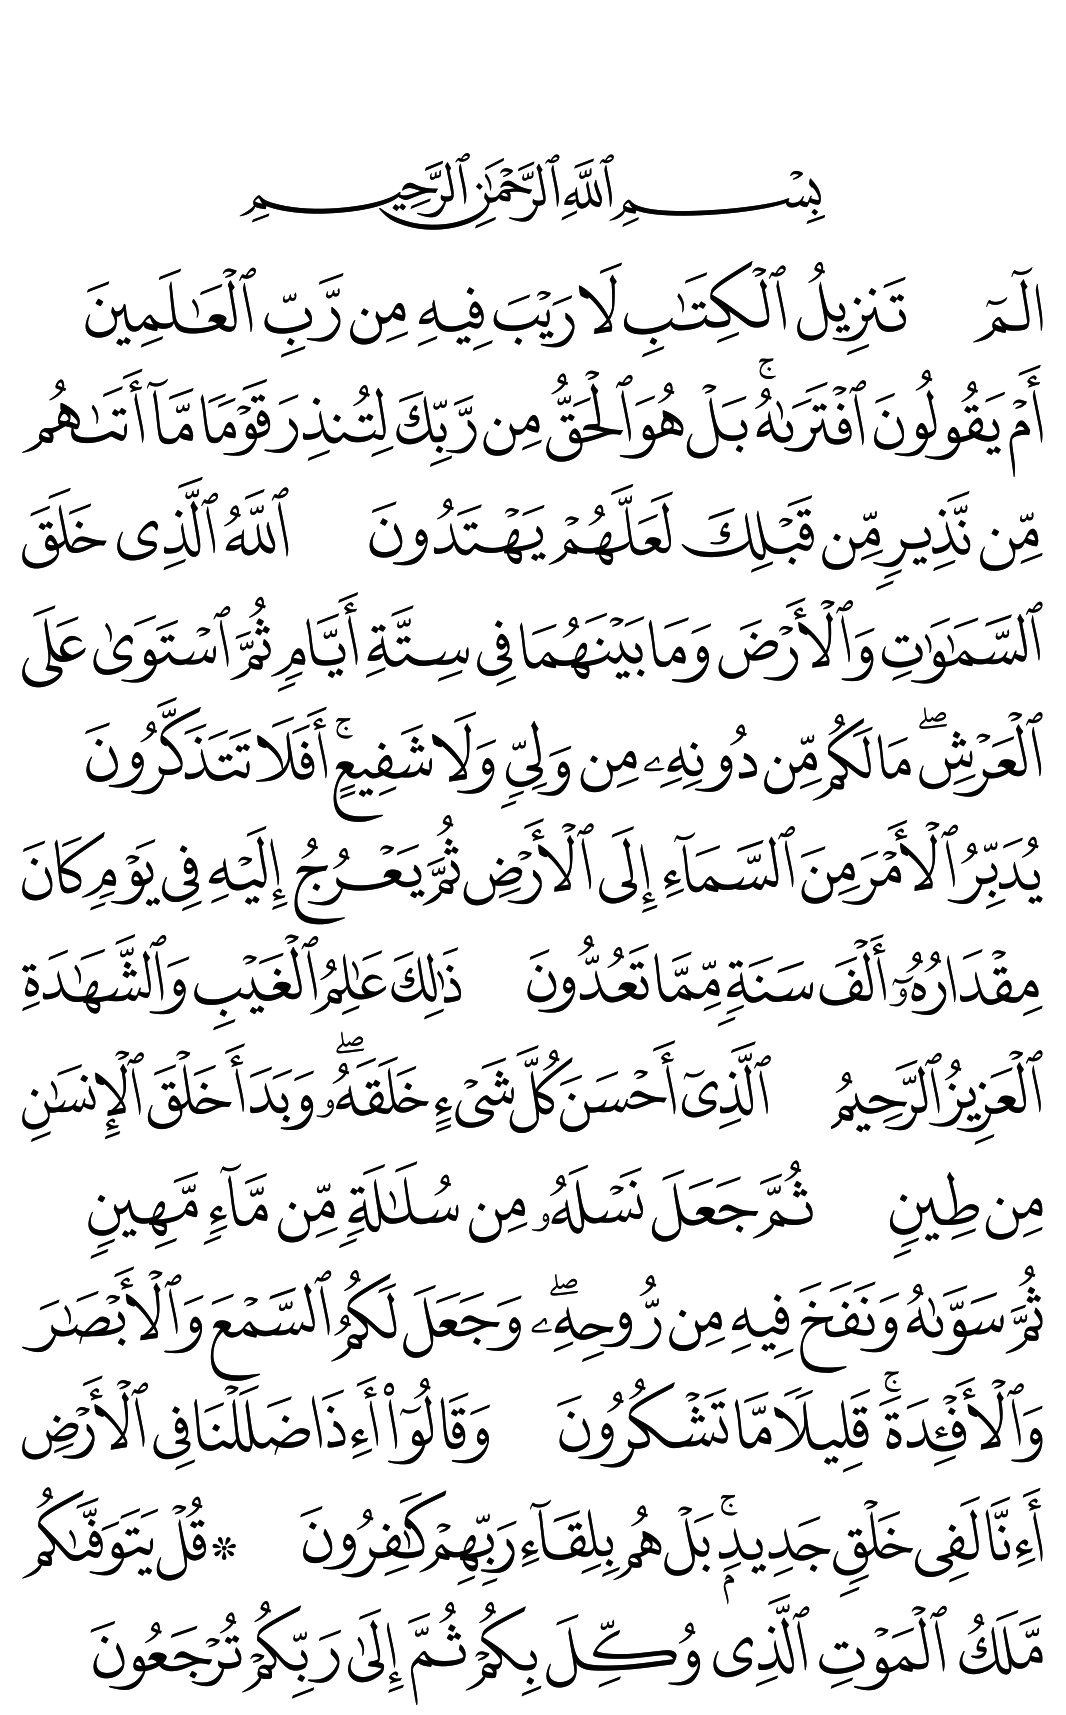 بِسْمِ ٱللَّهِ ٱلرَّحْمَٰنِ ٱلرَّحِيمِ
الٓمٓ تَنزِيلُ ٱلْكِتَٰبِ لَا رَيْبَ فِيهِ مِن رَّبِّ ٱلْعَٰلَمِينَ
أَمْ يَقُولُونَ ٱفْتَرَىٰهُ ۚ بَلْ هُوَ ٱلْحَقُّ مِن رَّبِّكَ لِتُنذِرَ قَوْمًا مَّآ أَتَىٰهُم
مِّن نَّذِيرٍ مِّن قَبْلِكَ لَعَلَّهُمْ يَهْتَدُونَ ٱللَّهُ ٱلَّذِى خَلَقَ
ٱلسَّمَٰوَٰتِ وَٱلْأَرْضَ وَمَا بَيْنَهُمَا فِى سِتَّةِ أَيَّامٍ ثُمَّ ٱسْتَوَىٰ عَلَى
ٱلْعَرْشِ ۖ مَا لَكُم مِّن دُونِهِۦ مِن وَلِىٍّ وَلَا شَفِيعٍ ۚ أَفَلَا تَتَذَكَّرُونَ
يُدَبِّرُ ٱلْأَمْرَ مِنَ ٱلسَّمَآءِ إِلَى ٱلْأَرْضِ ثُمَّ يَعْرُجُ إِلَيْهِ فِى يَوْمٍ كَانَ
مِقْدَارُهُۥٓ أَلْفَ سَنَةٍ مِّمَّا تَعُدُّونَ ذَٰلِكَ عَٰلِمُ ٱلْغَيْبِ وَٱلشَّهَٰدَةِ
ٱلْعَزِيزُ ٱلرَّحِيمُ ٱلَّذِىٓ أَحْسَنَ كُلَّ شَىْءٍ خَلَقَهُۥ ۖ وَبَدَأَ خَلْقَ ٱلْإِنسَٰنِ
مِن طِينٍ ثُمَّ جَعَلَ نَسْلَهُۥ مِن سُلَٰلَةٍ مِّن مَّآءٍ مَّهِينٍ
ثُمَّ سَوَّىٰهُ وَنَفَخَ فِيهِ مِن رُّوحِهِۦ ۖ وَجَعَلَ لَكُمُ ٱلسَّمْعَ وَٱلْأَبْصَٰرَ
وَٱلْأَفْـِٔدَةَ ۚ قَلِيلًا مَّا تَشْكُرُونَ وَقَالُوٓا۟ أَءِذَا ضَلَلْنَا فِى ٱلْأَرْضِ
أَءِنَّا لَفِى خَلْقٍ جَدِيدٍۭ ۚ بَلْ هُم بِلِقَآءِ رَبِّهِمْ كَٰفِرُونَ * قُلْ يَتَوَفَّىٰكُم
مَّلَكُ ٱلْمَوْتِ ٱلَّذِى وُكِّلَ بِكُمْ ثُمَّ إِلَىٰ رَبِّكُمْ تُرْجَعُونَ